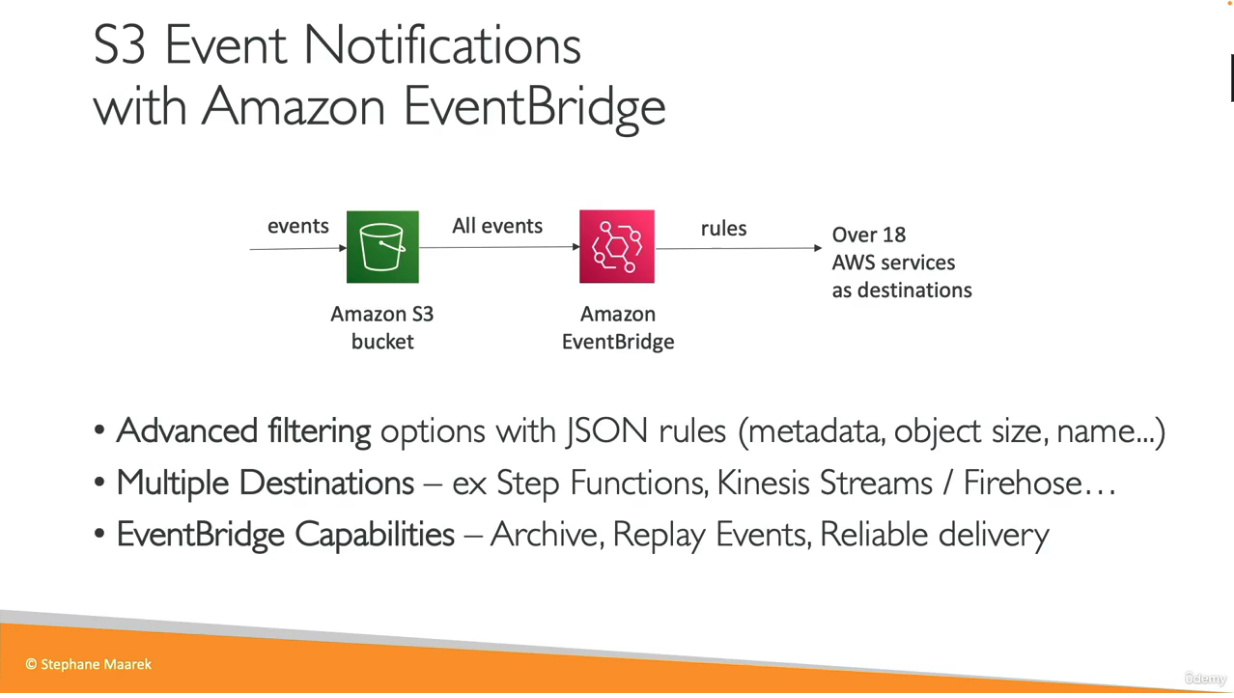 S3 Event Notifications
with Amazon EventBridge
events
All events
rules
Over 18
AWS services
as destinations
Amazon S3
bucket
Amazon
EventBridge
• Advanced filtering options with JSON rules (metadata, object size, name...)
• Multiple Destinations – ex Step Functions, Kinesis Streams / Firehose…
• EventBridge Capabilities – Archive, Replay Events, Reliable delivery
© Stephane Maarek
ûdemy